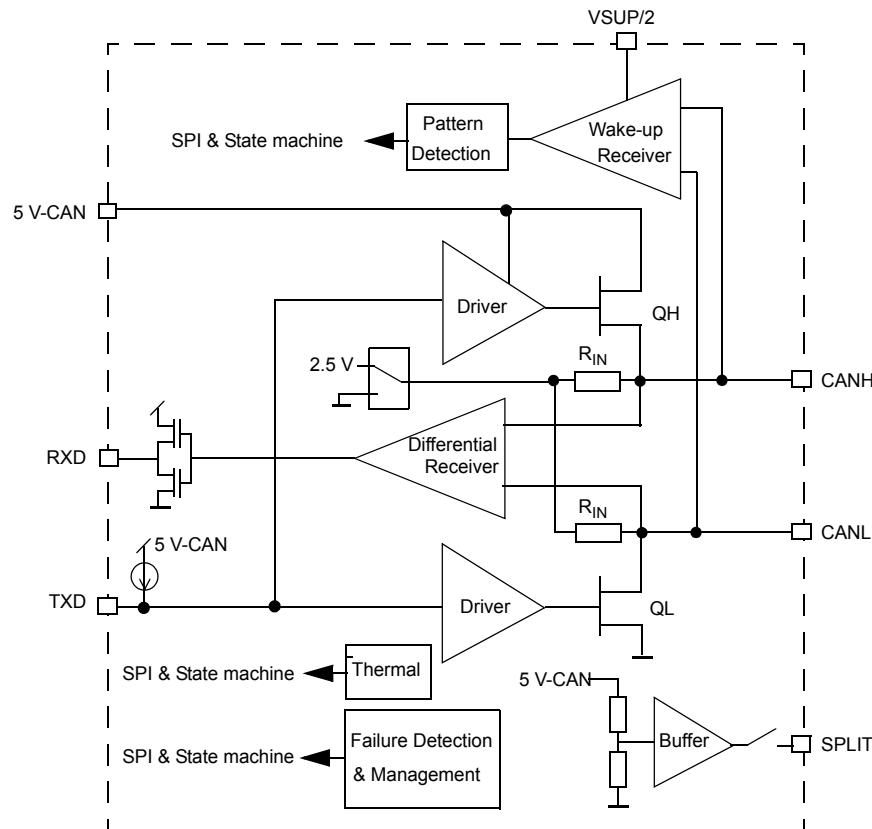 VSUP/2
SPI & State machine
Pattern
Detection
Wake-up
Receiver
5 V-CAN
Driver
QH
2.5 V
RIN
CANH
RXD
Differential
Receiver
RIN
CANL
5 V-CAN
TXD
Driver
QL
SPI & State machine
Thermal
5 V-CAN
SPI & State machine
Failure Detection
& Management
Buffer
SPLIT